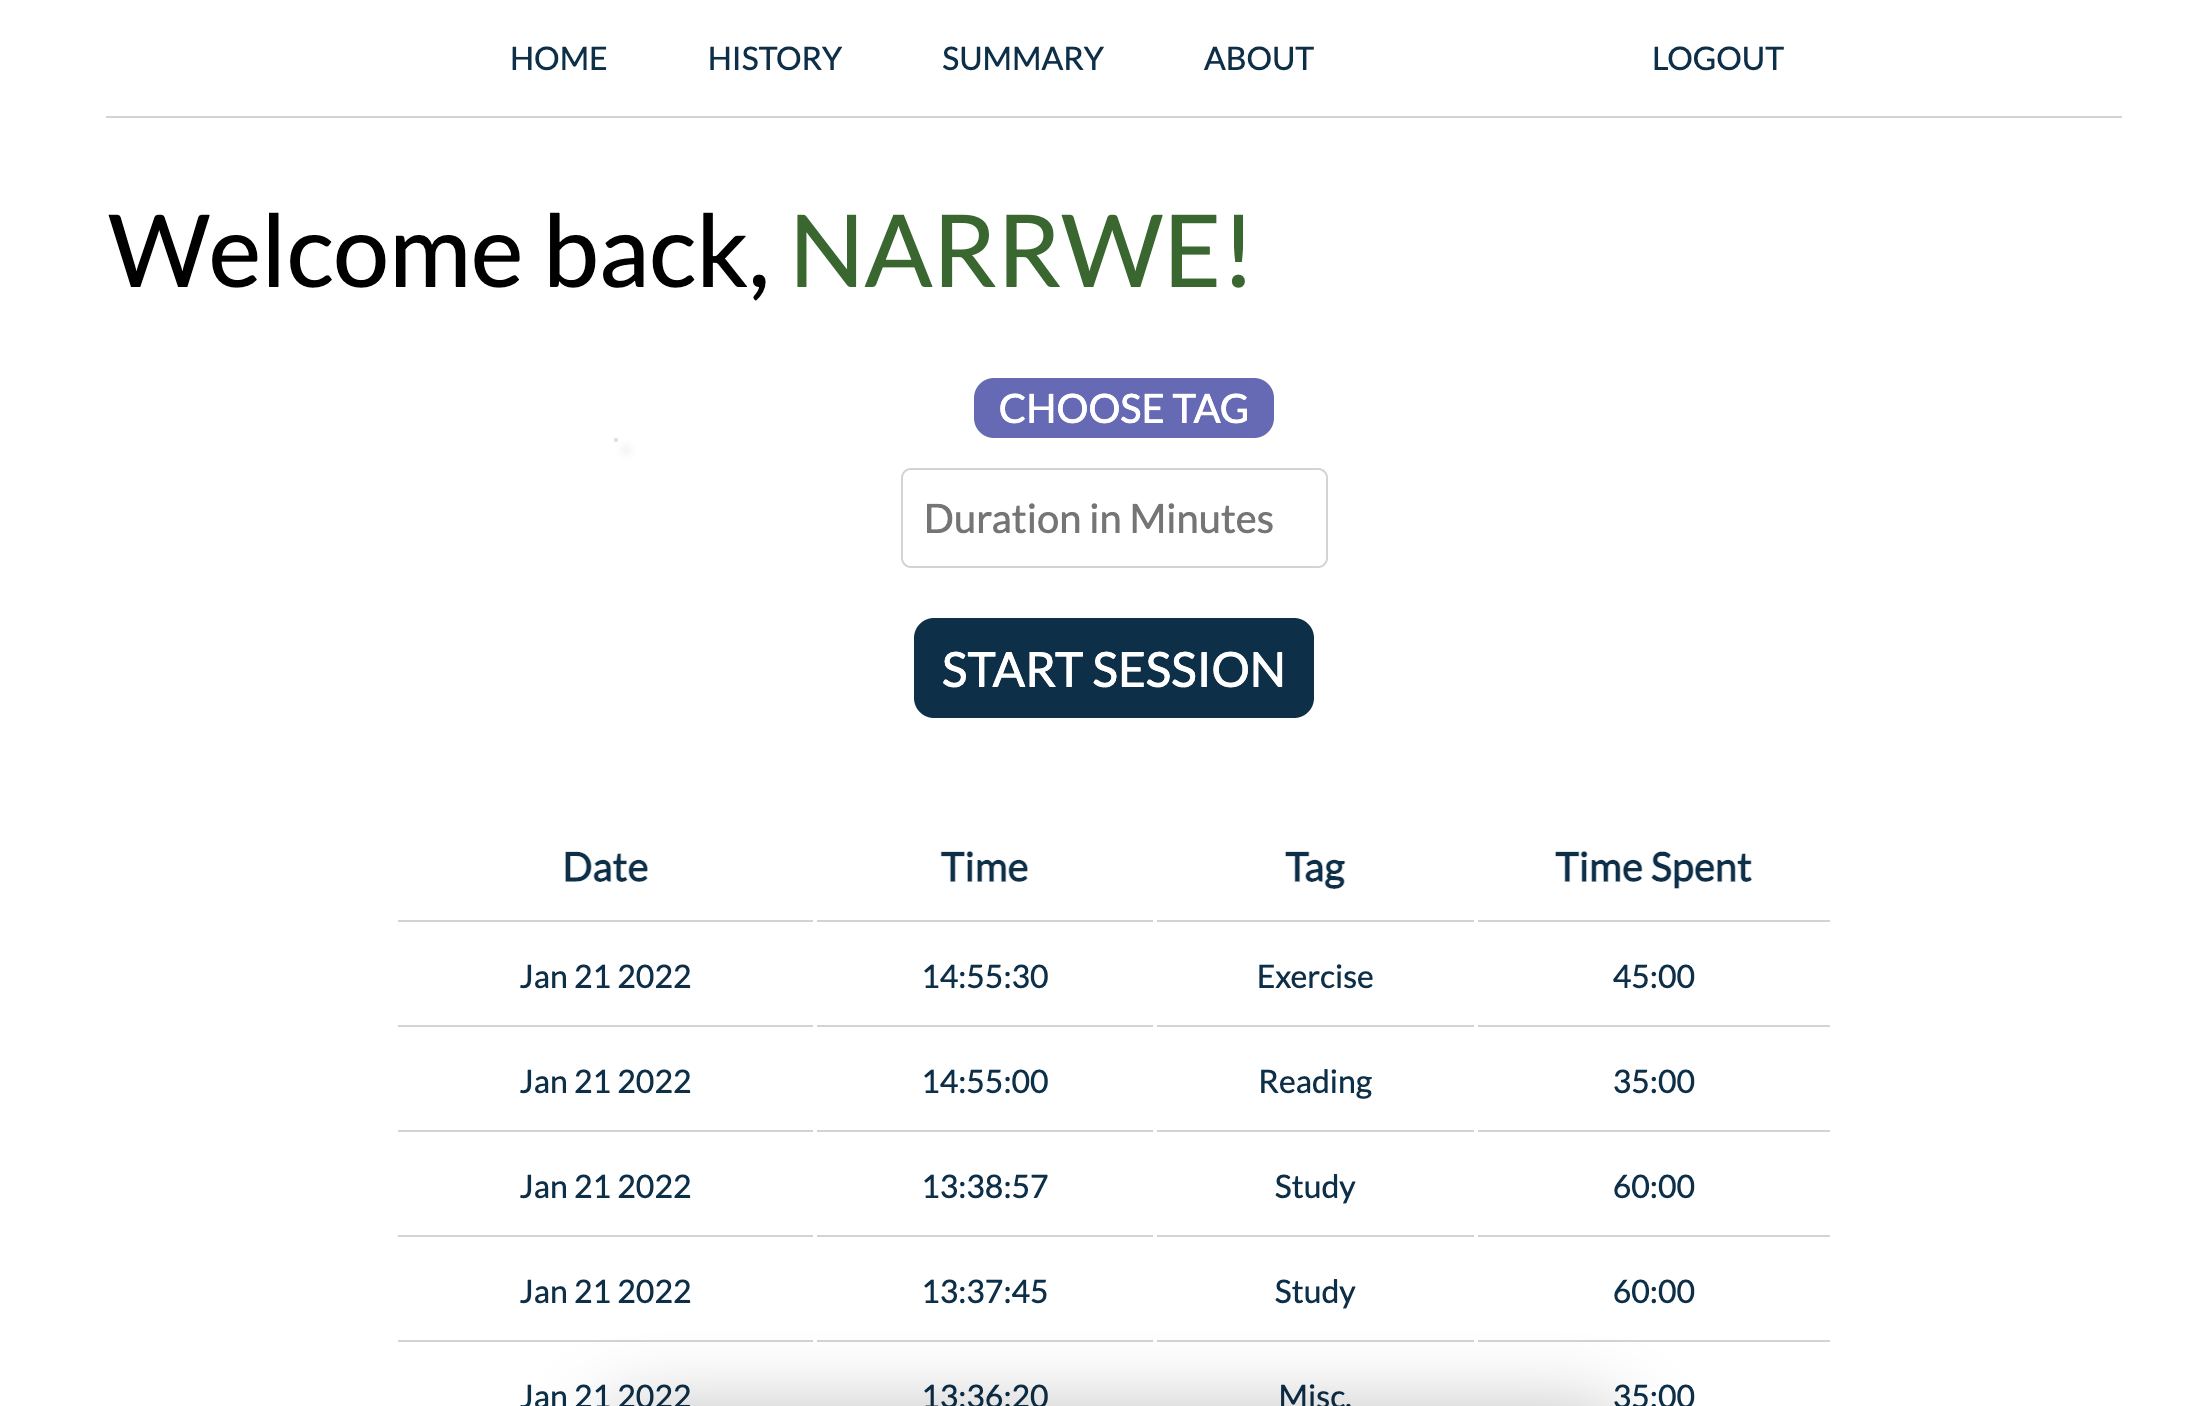 HOME HISTORY SUMMARY ABOUT LOGOUT
Welcome back, NARRWE!
CHOOSE TAG
Duration in Minutes
START SESSION
Date Time Tag Time Spent
Jan 21 2022 14:55:30 Exercise 45:00
Jan 21 2022 14:55:00 Reading 35:00
Jan 21 2022 13:38:57 Study 60:00
Jan 21 2022 13:37:45 Study 60:00
Jan 21 2022 13:36:20 Misc. 35:00